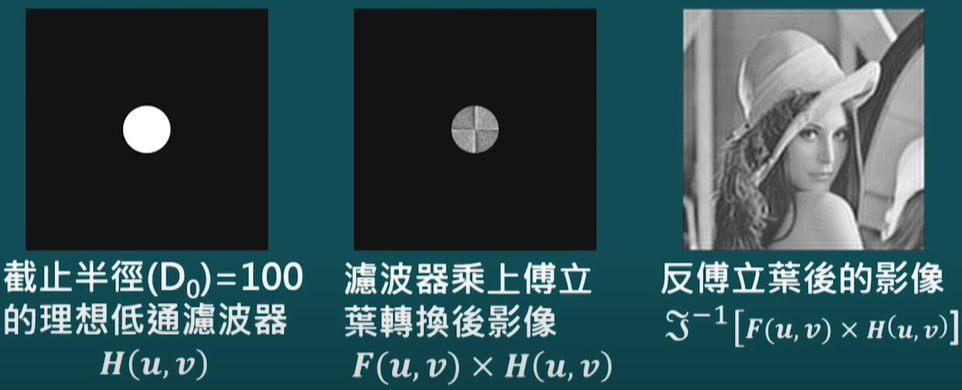 截止半徑(D₀)=100
的理想低通濾波器
H(u,v)
濾波器乘上傅立
葉轉換後影像
F(u,v) × H(u,v)
反傅立葉後的影像
ℑ⁻¹[F(u,v) × H(u,v)]